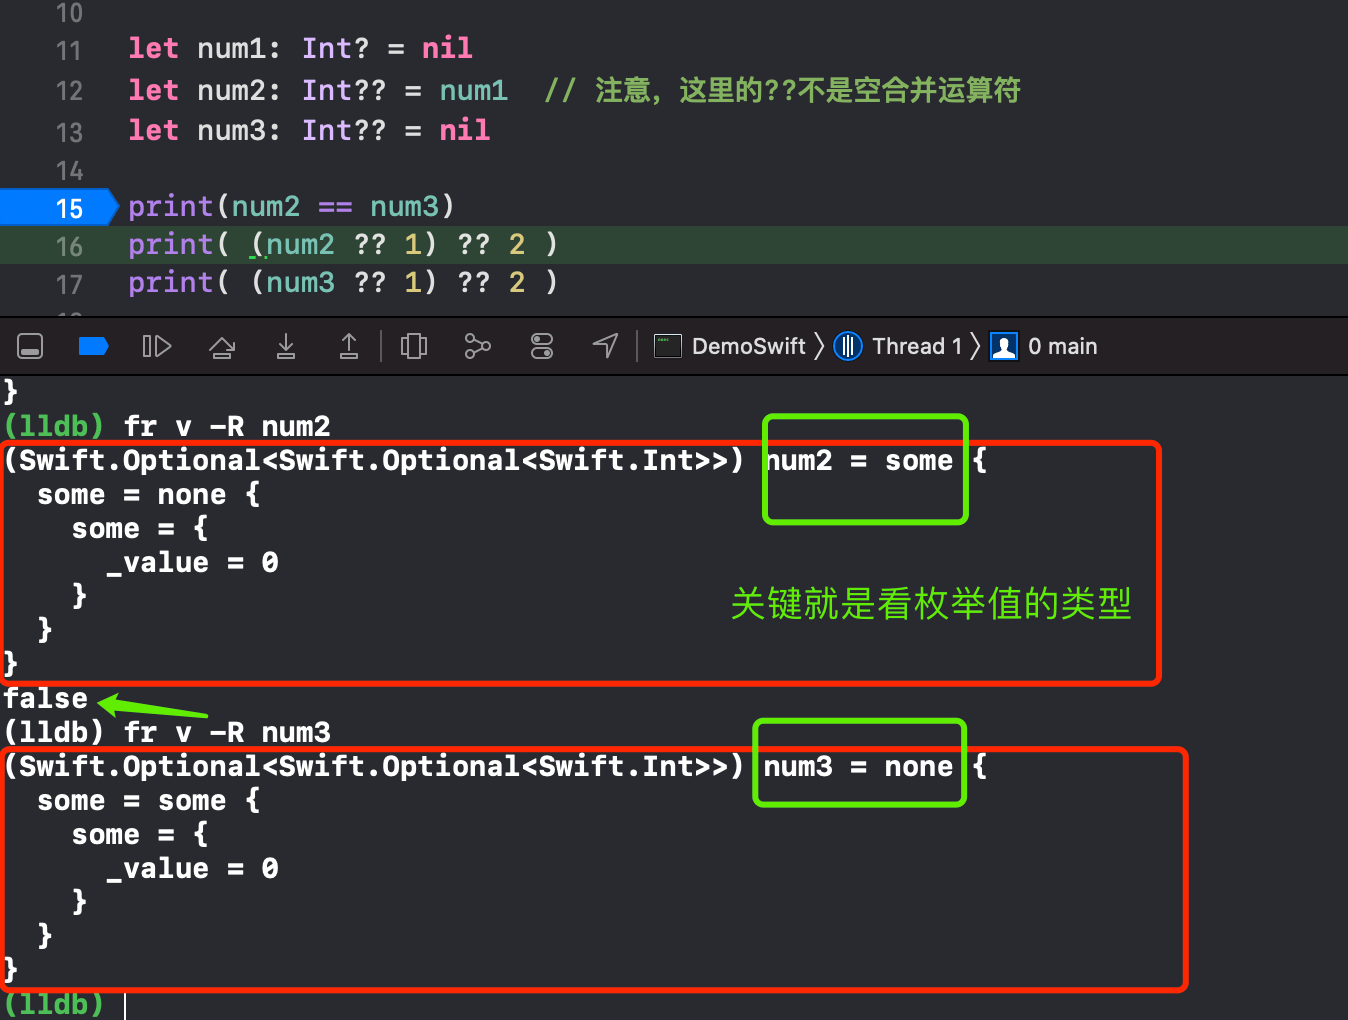 10
11 let num1: Int? = nil
12 let num2: Int?? = num1  // 注意，这里的??不是空合并运算符
13 let num3: Int?? = nil
14
15 print(num2 == num3)
16 print( (num2 ?? 1) ?? 2 )
17 print( (num3 ?? 1) ?? 2 )
DemoSwift 〉 Thread 1 〉 0 main
}
(lldb) fr v -R num2
(Swift.Optional<Swift.Optional<Swift.Int>>) num2 = some {
  some = none {
    some = {
      _value = 0
    }
关键就是看枚举值的类型
  }
}
false
(lldb) fr v -R num3
(Swift.Optional<Swift.Optional<Swift.Int>>) num3 = none {
  some = some {
    some = {
      _value = 0
    }
  }
}
(lldb)